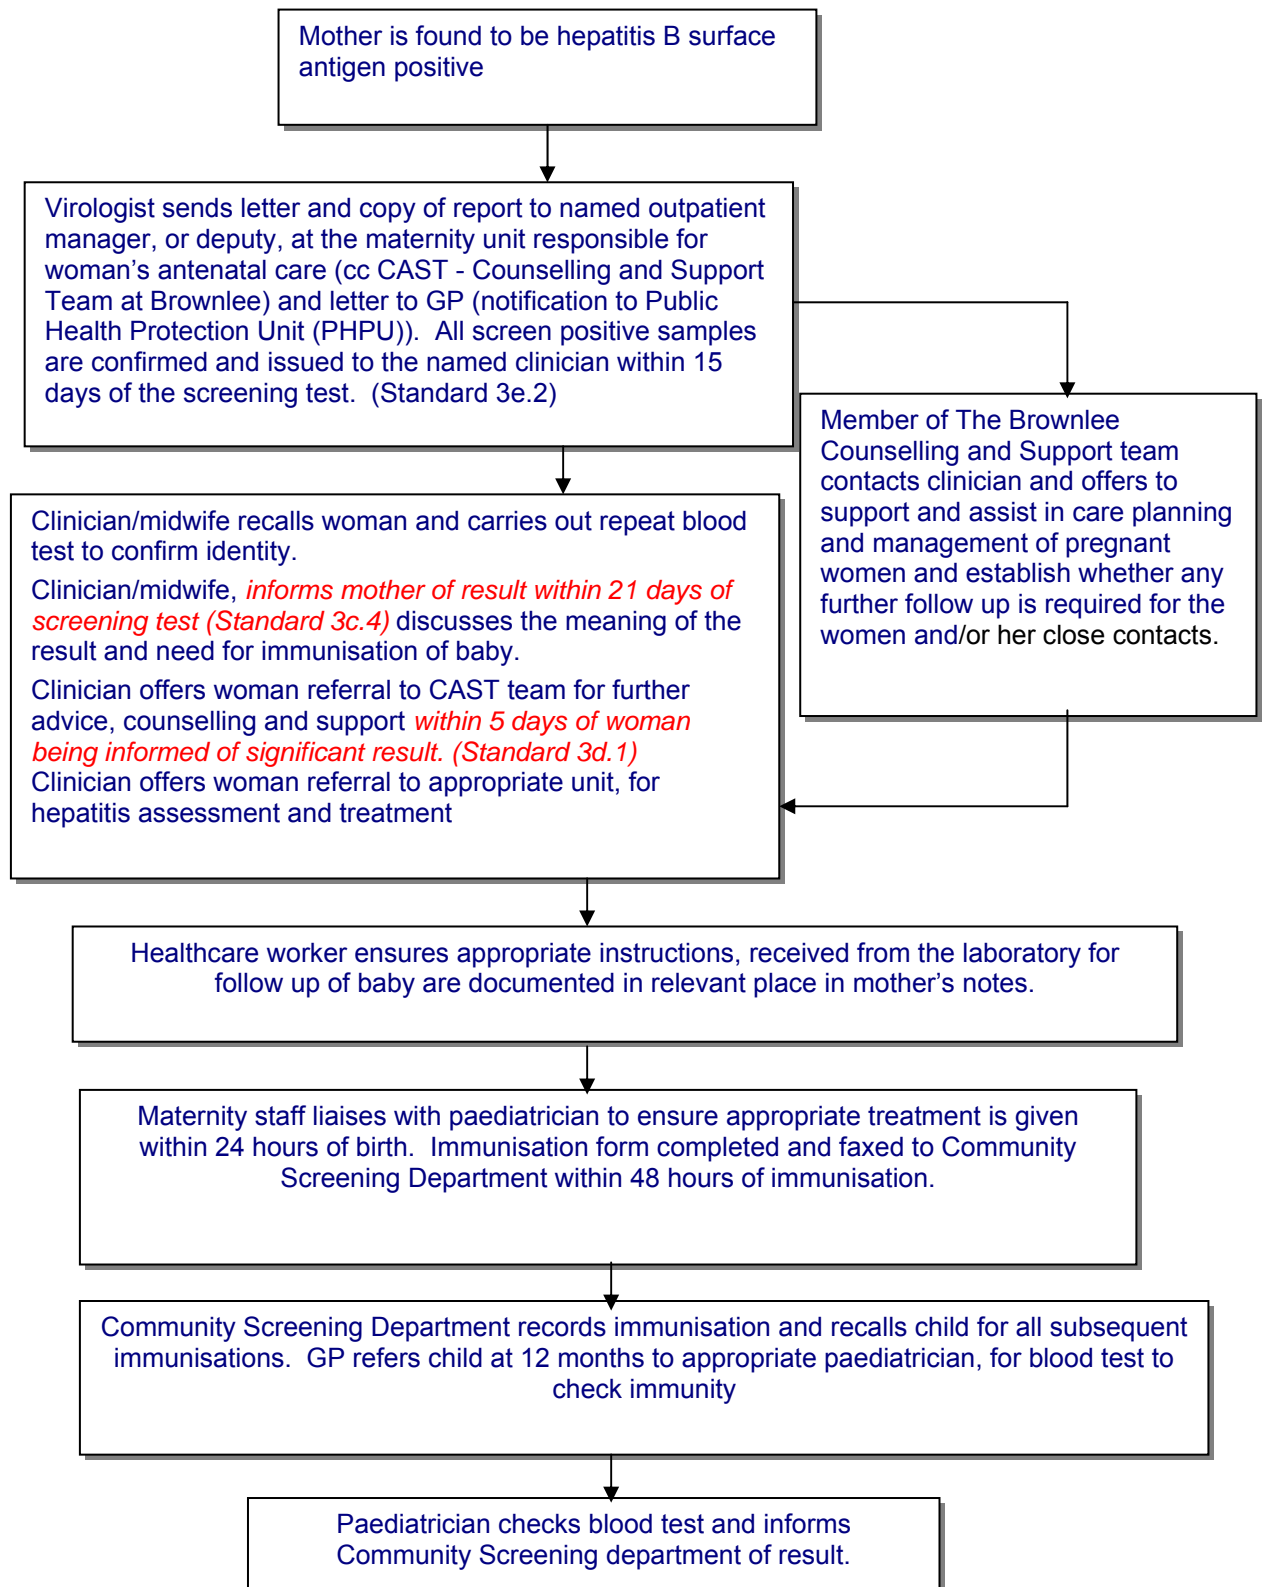 Mother is found to be hepatitis B surface
antigen positive
Virologist sends letter and copy of report to named outpatient
manager, or deputy, at the maternity unit responsible for
woman's antenatal care (cc CAST - Counselling and Support
Team at Brownlee) and letter to GP (notification to Public
Health Protection Unit (PHPU)).  All screen positive samples
are confirmed and issued to the named clinician within 15
days of the screening test.  (Standard 3e.2)
Member of The Brownlee
Counselling and Support team
contacts clinician and offers to
support and assist in care planning
and management of pregnant
women and establish whether any
further follow up is required for the
women and/or her close contacts.
Clinician/midwife recalls woman and carries out repeat blood
test to confirm identity.
Clinician/midwife, informs mother of result within 21 days of
screening test (Standard 3c.4) discusses the meaning of the
result and need for immunisation of baby.
Clinician offers woman referral to CAST team for further
advice, counselling and support within 5 days of woman
being informed of significant result. (Standard 3d.1)
Clinician offers woman referral to appropriate unit, for
hepatitis assessment and treatment
Healthcare worker ensures appropriate instructions, received from the laboratory for
follow up of baby are documented in relevant place in mother's notes.
Maternity staff liaises with paediatrician to ensure appropriate treatment is given
within 24 hours of birth.  Immunisation form completed and faxed to Community
Screening Department within 48 hours of immunisation.
Community Screening Department records immunisation and recalls child for all subsequent
immunisations.  GP refers child at 12 months to appropriate paediatrician, for blood test to
check immunity
Paediatrician checks blood test and informs
Community Screening department of result.